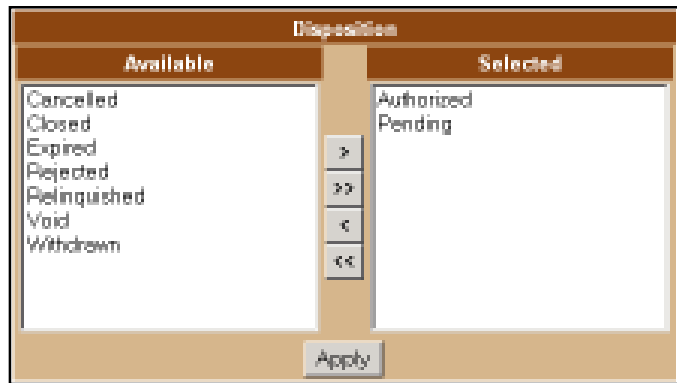 Disposition
Available
Selected
Cancelled
Closed
Expired
Rejected
Relinquished
Void
Withdrawn
>
>>
<
<<
Authorized
Pending
Apply